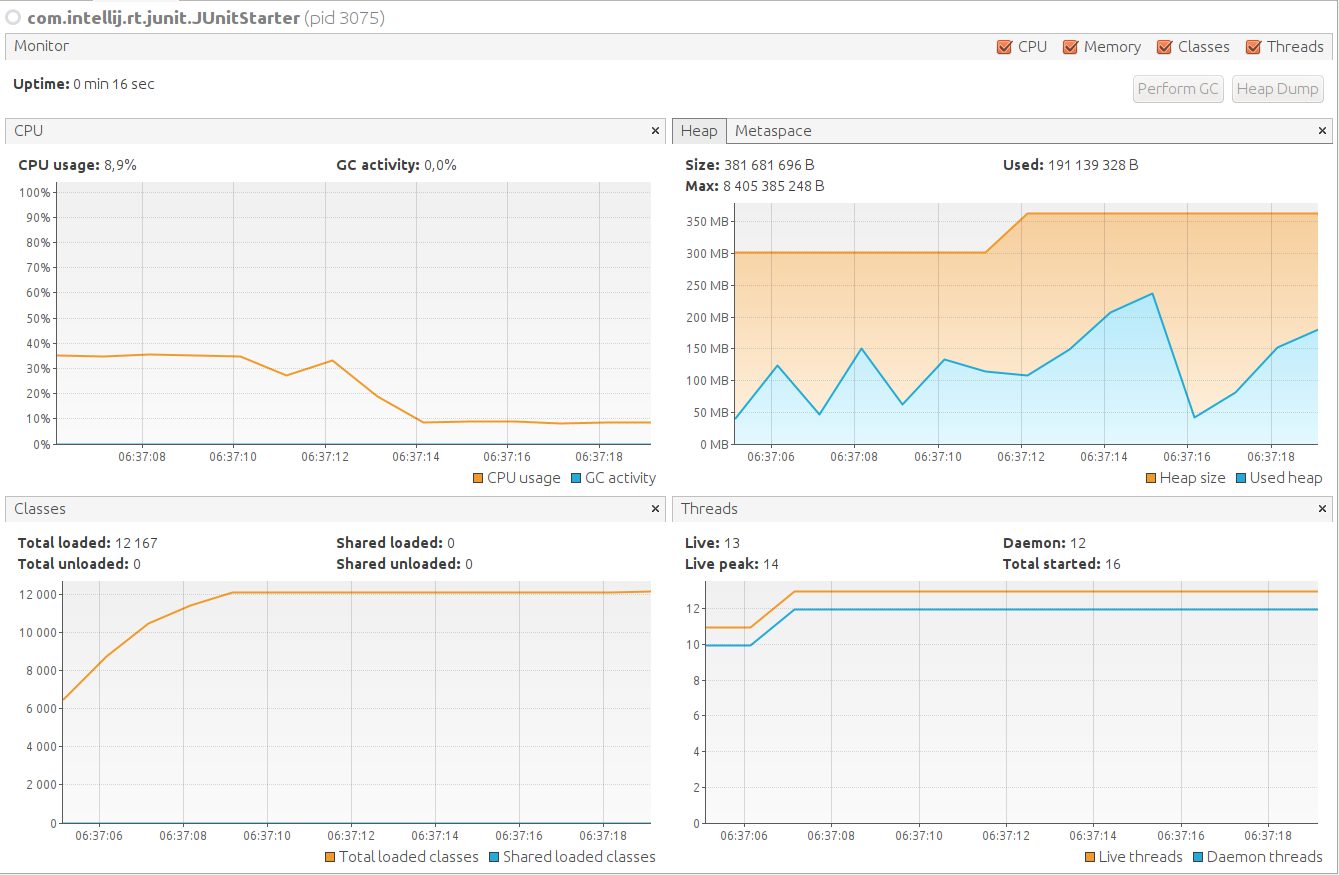 com.intellij.rt.junit.JUnitStarter (pid 3075)
Monitor
CPU Memory Classes Threads
Uptime: 0 min 16 sec
Perform GC Heap Dump
CPU ×
CPU usage: 8,9% GC activity: 0,0%
100%
90%
80%
70%
60%
50%
40%
30%
20%
10%
0%
06:37:08 06:37:10 06:37:12 06:37:14 06:37:16 06:37:18
CPU usage GC activity
Heap Metaspace ×
Size: 381 681 696 B Used: 191 139 328 B
Max: 8 405 385 248 B
350 MB
300 MB
250 MB
200 MB
150 MB
100 MB
50 MB
0 MB
06:37:06 06:37:08 06:37:10 06:37:12 06:37:14 06:37:16 06:37:18
Heap size Used heap
Classes ×
Total loaded: 12 167 Shared loaded: 0
Total unloaded: 0 Shared unloaded: 0
12 000
10 000
8 000
6 000
4 000
2 000
0
06:37:06 06:37:08 06:37:10 06:37:12 06:37:14 06:37:16 06:37:18
Total loaded classes Shared loaded classes
Threads ×
Live: 13 Daemon: 12
Live peak: 14 Total started: 16
12
10
8
6
4
2
0
06:37:06 06:37:08 06:37:10 06:37:12 06:37:14 06:37:16 06:37:18
Live threads Daemon threads